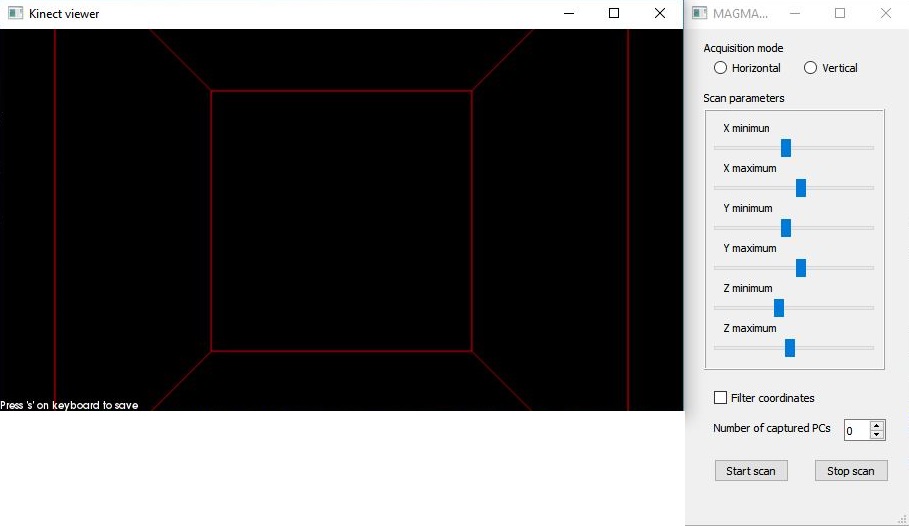 Kinect viewer
Press 's' on keyboard to save
MAGMA...
Acquisition mode
Horizontal
Vertical
Scan parameters
X minimun
X maximum
Y minimum
Y maximum
Z minimum
Z maximum
Filter coordinates
Number of captured PCs
0
Start scan
Stop scan